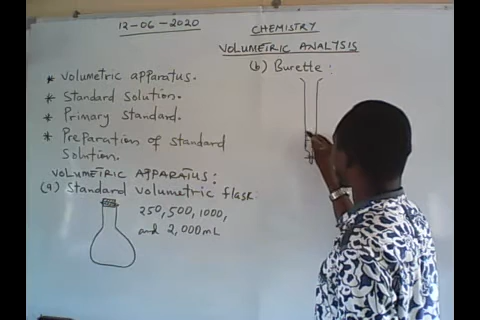 12-06-2020
CHEMISTRY
VOLUMETRIC ANALYSIS
* volumetric apparatus.
* Standard Solution.
* Primary standard.
* Preparation of standard
Solution.
VOLUMETRIC APPARATUS:
(a) Standard volumetric flask:
250, 500, 1000,
and 2,000mL
(b) Burette: